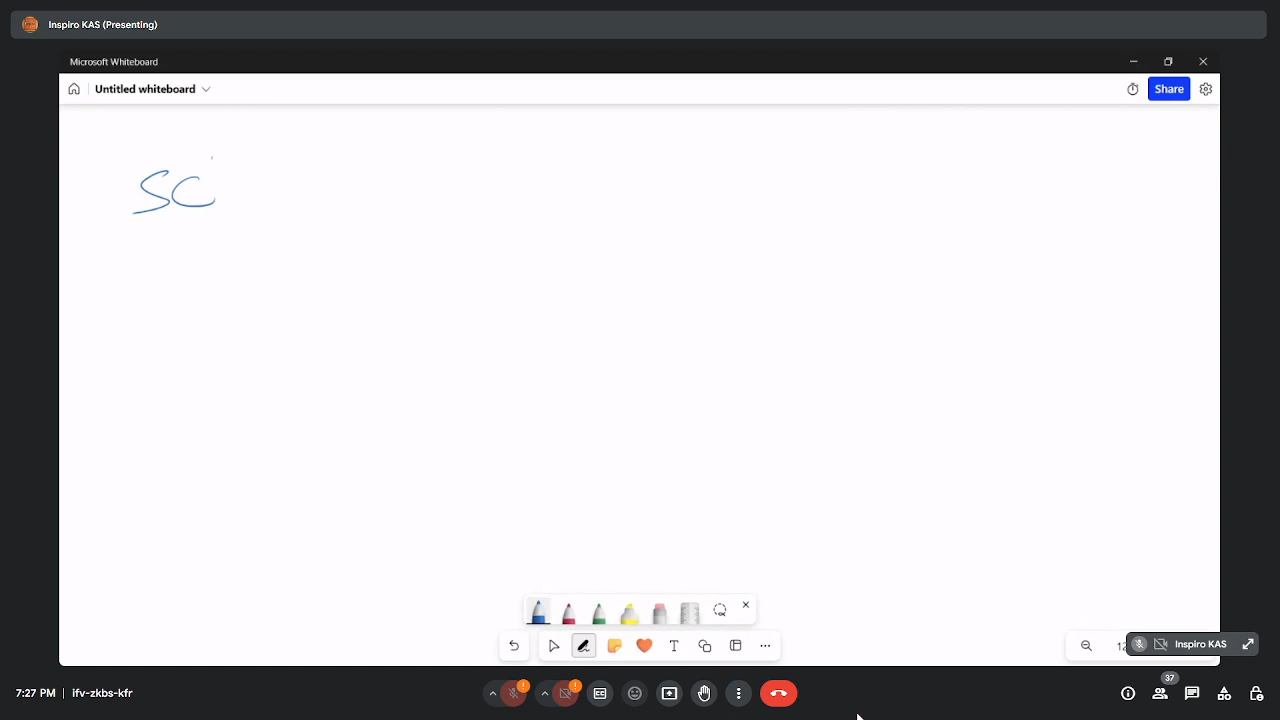 Inspiro KAS (Presenting)
Microsoft Whiteboard
Untitled whiteboard
Share
SC
Inspiro KAS
37
7:27 PM | ifv-zkbs-kfr